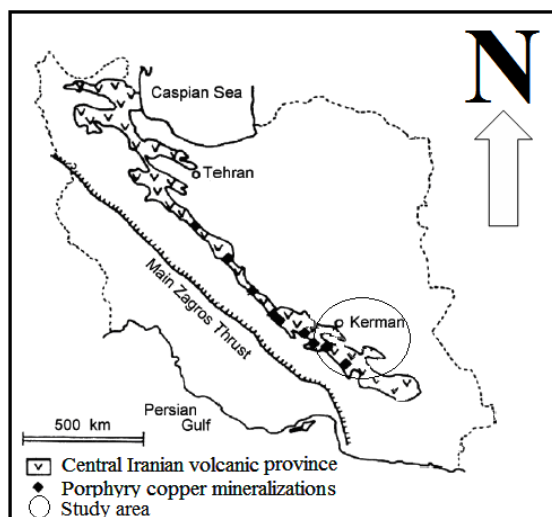 N
Caspian Sea
Tehran
Main Zagros Thrust
Kerman
500 km
Persian
Gulf
Central Iranian volcanic province
Porphyry copper mineralizations
Study area